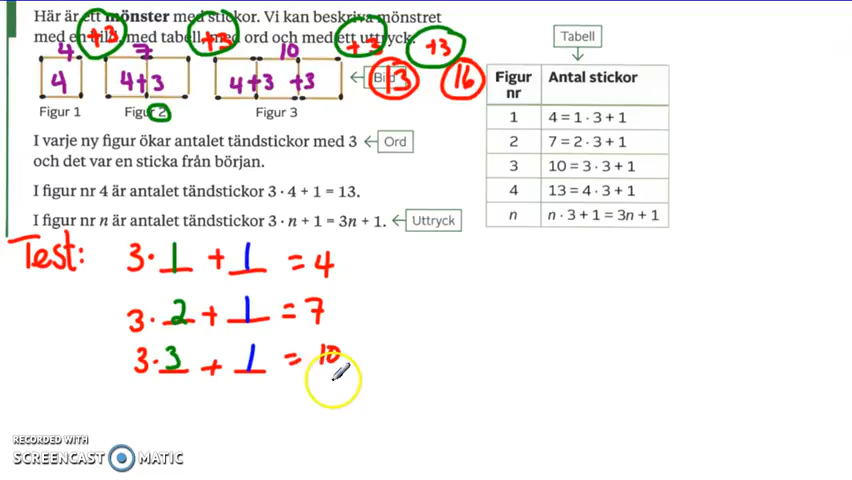 Här är ett mönster med stickor. Vi kan beskriva mönstret
med en bild, med tabell, med ord och med ett uttryck.
+3 +3 +3 +3
4 7 10
4 4+3 4+3 +3 Bild 13 16
Figur 1 Figur 2 Figur 3
I varje ny figur ökar antalet tändstickor med 3 Ord
och det var en sticka från början.
I figur nr 4 är antalet tändstickor 3 · 4 + 1 = 13.
I figur nr n är antalet tändstickor 3 · n + 1 = 3n + 1. Uttryck
Tabell
Figur nr Antal stickor
1 4 = 1 · 3 + 1
2 7 = 2 · 3 + 1
3 10 = 3 · 3 + 1
4 13 = 4 · 3 + 1
n n · 3 + 1 = 3n + 1
Test: 3 · 1 + 1 = 4
3 · 2 + 1 = 7
3 · 3 + 1 = 10
RECORDED WITH
SCREENCAST MATIC